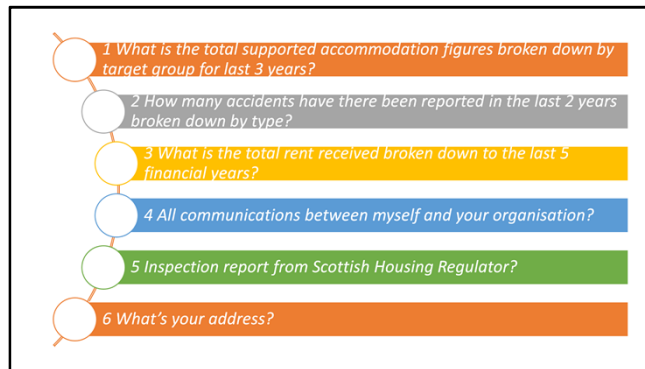 1 What is the total supported accommodation figures broken down by
target group for last 3 years?
2 How many accidents have there been reported in the last 2 years
broken down by type?
3 What is the total rent received broken down to the last 5
financial years?
4 All communications between myself and your organisation?
5 Inspection report from Scottish Housing Regulator?
6 What's your address?